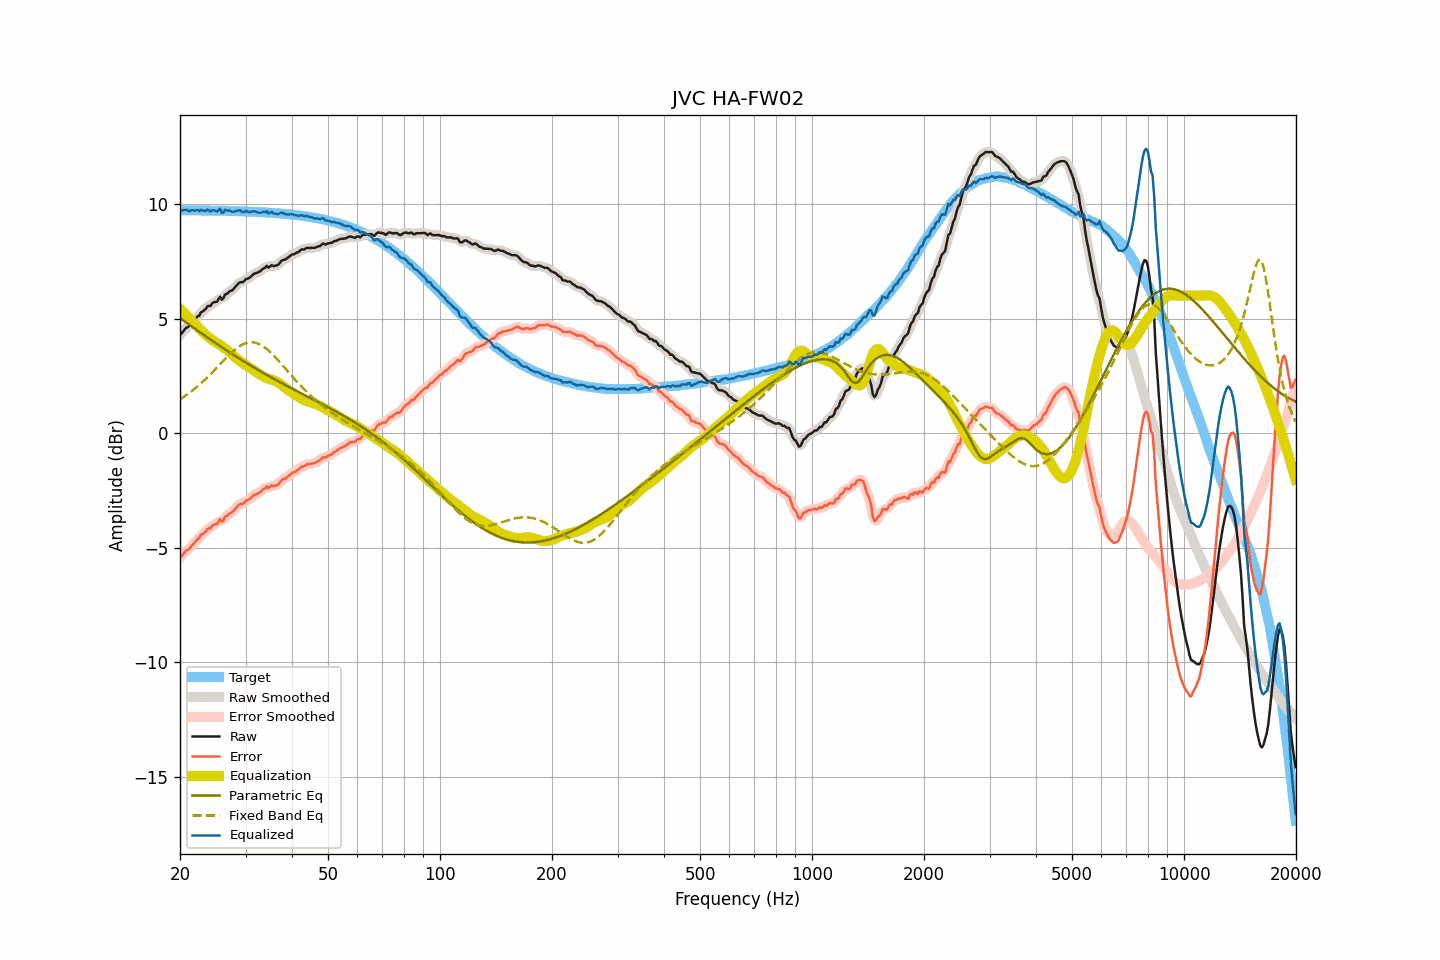 JVC HA-FW02
Amplitude (dBr)
10
5
0
−5
−10
−15
Target
Raw Smoothed
Error Smoothed
Raw
Error
Equalization
Parametric Eq
Fixed Band Eq
Equalized
20 50 100 200 500 1000 2000 5000 10000 20000
Frequency (Hz)